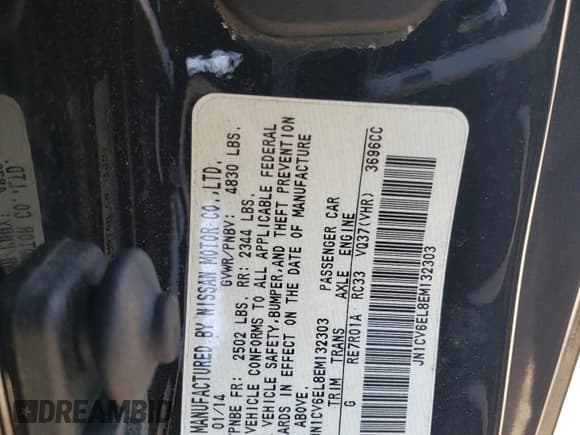 MANUFACTURED BY NISSAN MOTOR CO.,LTD.
01/14 GVWR/PNBV: 4830 LBS.
PNBE FR: 2502 LBS. RR: 2344 LBS.
VEHICLE CONFORMS TO ALL APPLICABLE FEDERAL
VEHICLE SAFETY,BUMPER,AND THEFT PREVENTION
ARDS IN EFFECT ON THE DATE OF MANUFACTURE
ABOVE.
N1CV6EL8EM132303 PASSENGER CAR
TRIM TRANS AXLE ENGINE
G RE7R01A RC33 VQ37(VHR) 3696CC
JN1CV6EL8EM132303
DREAMBID